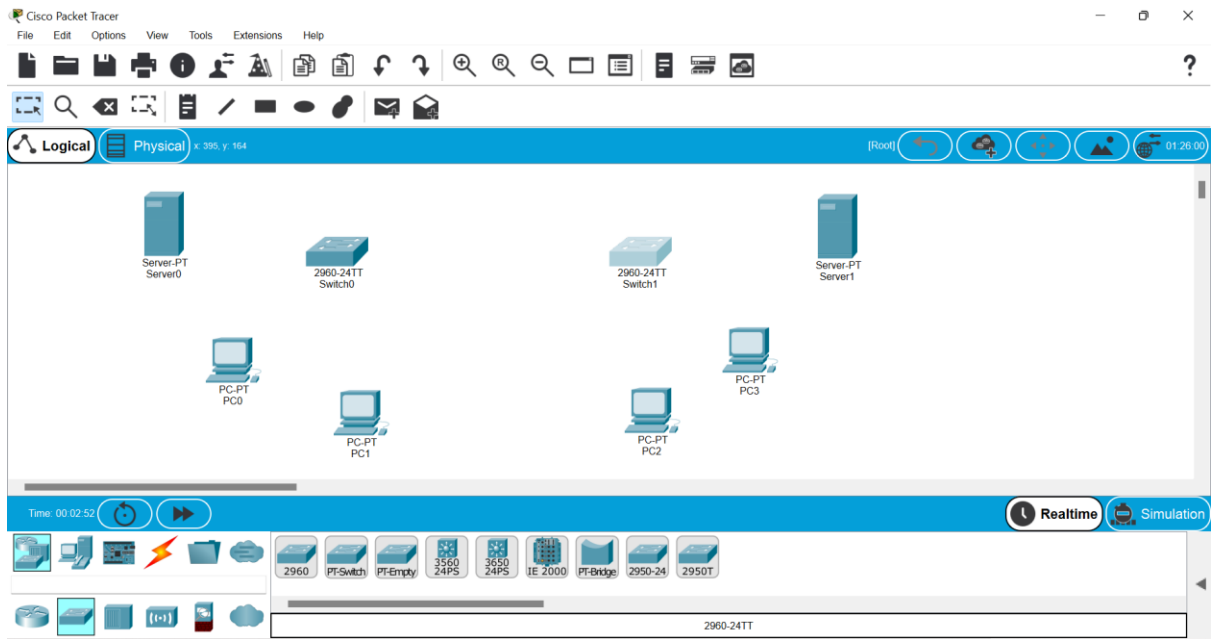 Cisco Packet Tracer
File Edit Options View Tools Extensions Help
Logical Physical x: 395, y: 164 [Root] 01:26:00
Server-PT
Server0
2960-24TT
Switch0
2960-24TT
Switch1
Server-PT
Server1
PC-PT
PC0
PC-PT
PC1
PC-PT
PC2
PC-PT
PC3
Time: 00:02:52 Realtime Simulation
2960 PT-Switch PT-Empty 3560 24PS 3650 24PS IE 2000 PT-Bridge 2950-24 2950T
2960-24TT